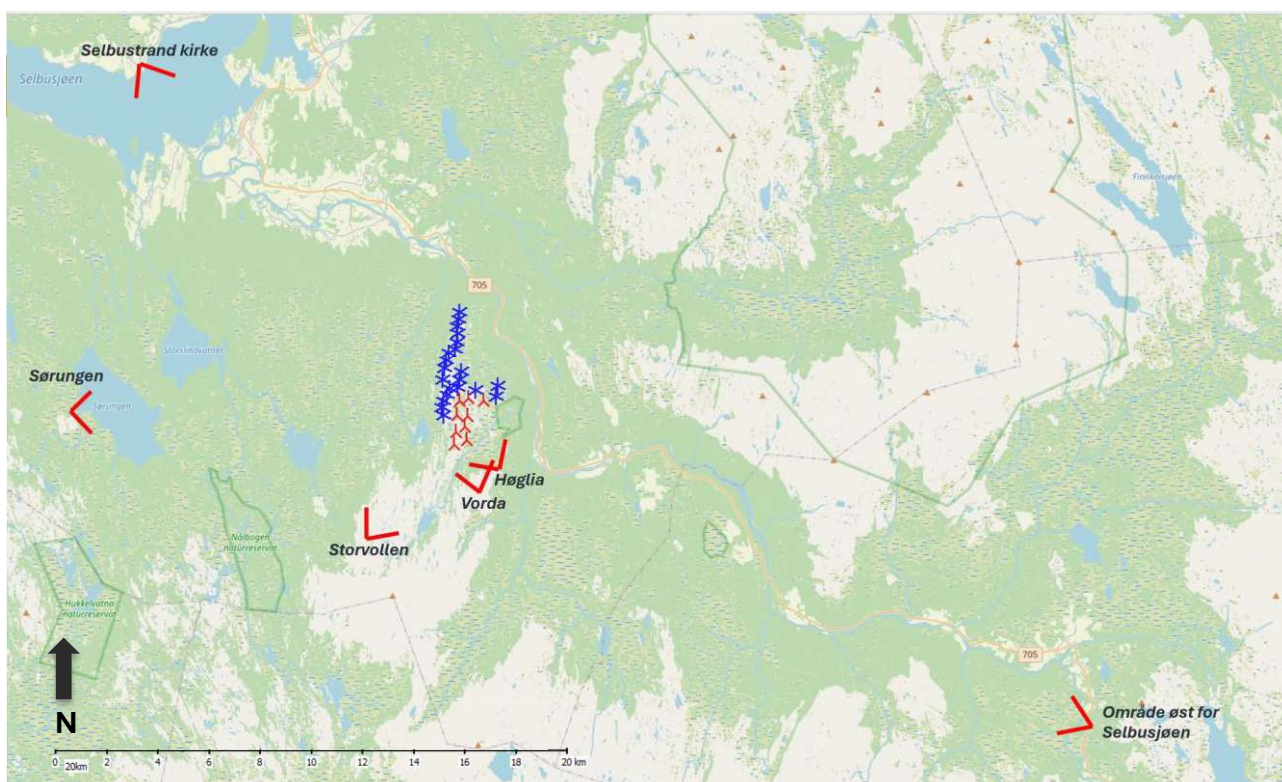 Selbustrand kirke
Selbusjøen
Finnkoisjøen
705
Storslindvatnet
Sørungen
Sørungen
Høglia
Vorda
Storvollen
Nålbogen
naturreservat
Hukkelvatna
naturreservat
705
Område øst for
Selbusjøen
N
0 2 4 6 8 10 12 14 16 18 20 km
20km